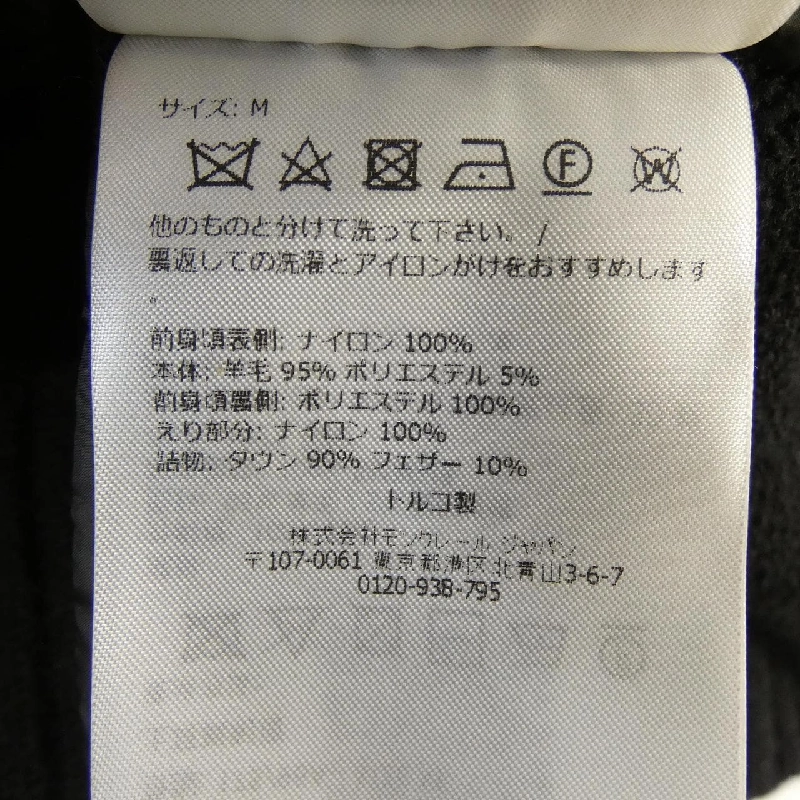 サイズ: M
F
W
他のものと分けて洗って下さい。 /
裏返しての洗濯とアイロンがけをおすすめします
。
前身頃表側: ナイロン 100%
本体: 羊毛 95% ポリエステル 5%
前身頃裏側: ポリエステル 100%
えり部分: ナイロン 100%
詰物: ダウン 90% フェザー 10%
トルコ製
株式会社モンクレール ジャパン
〒107-0061 東京都港区北青山3-6-7
0120-938-795